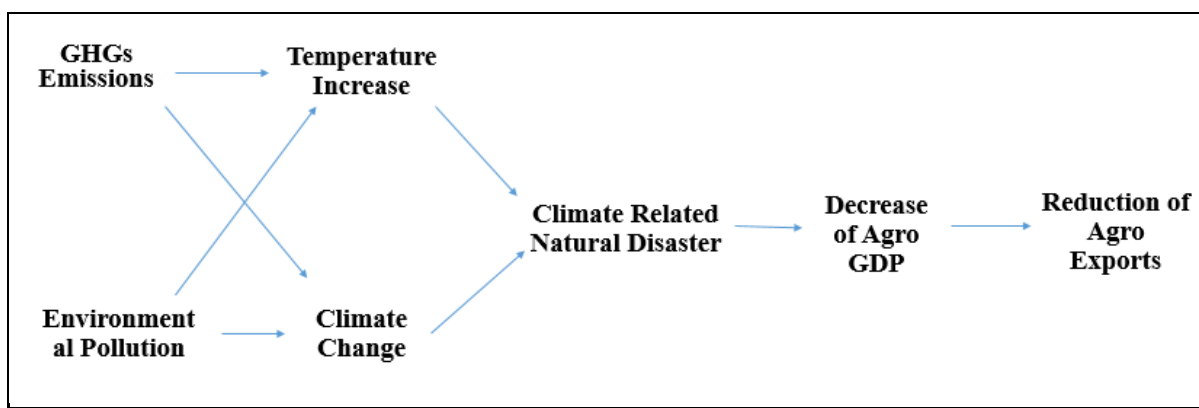 GHGs
Emissions
Temperature
Increase
Climate Related
Natural Disaster
Decrease
of Agro
GDP
Reduction of
Agro
Exports
Environment
al Pollution
Climate
Change